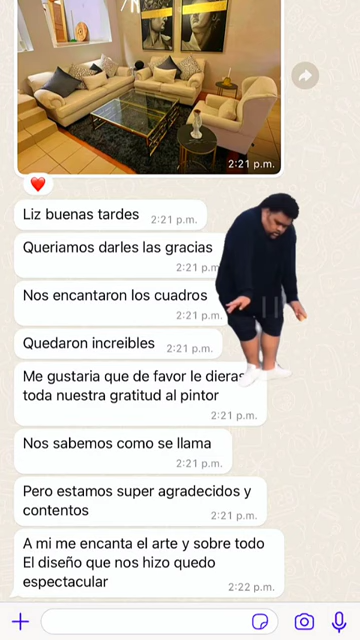 2:21 p.m.
Liz buenas tardes
2:21 p.m.
Queriamos darles las gracias
2:21 p.m
Nos encantaron los cuadros
2:21 p.m.
Quedaron increibles
2:21 p.m.
Me gustaria que de favor le dieras
toda nuestra gratitud al pintor
2:21 p.m.
Nos sabemos como se llama
2:21 p.m.
Pero estamos super agradecidos y
contentos
2:21 p.m.
A mi me encanta el arte y sobre todo
El diseño que nos hizo quedo
espectacular
2:22 p.m.